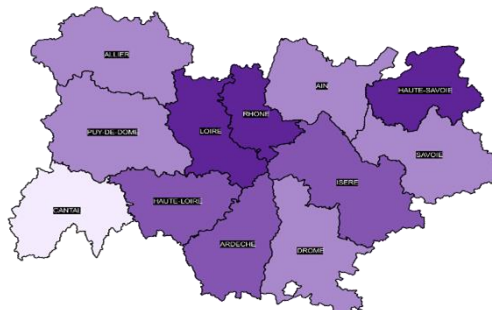 ALLIER
AIN
HAUTE-SAVOIE
RHONE
PUY-DE-DOME
LOIRE
SAVOIE
ISERE
HAUTE-LOIRE
CANTAL
ARDECHE
DROME